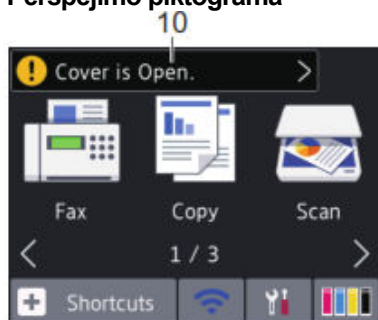 Perspėjimo piktograma
10
! Cover is Open. >
Fax Copy Scan
< 1 / 3 >
+ Shortcuts